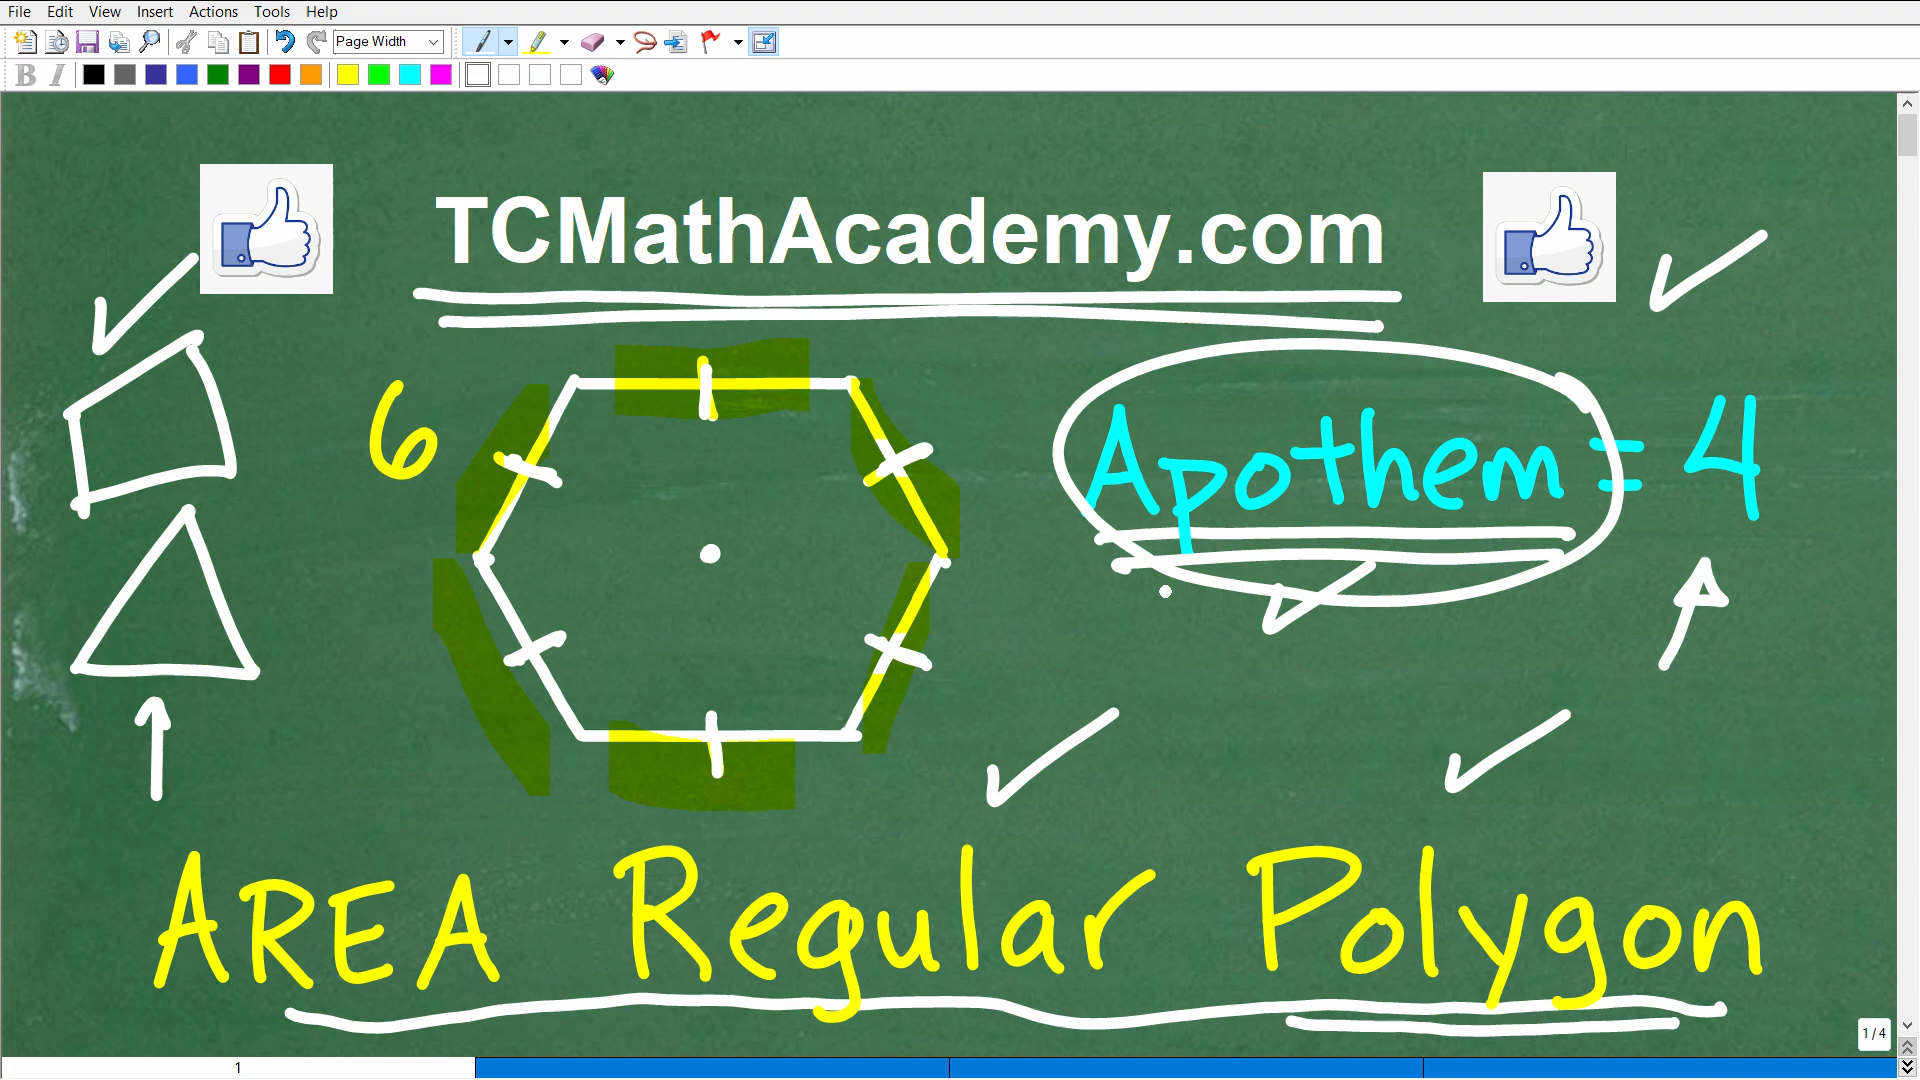 File Edit View Insert Actions Tools Help
Page Width
B I
TCMathAcademy.com
6
Apothem = 4
AREA Regular Polygon
1 / 4
1